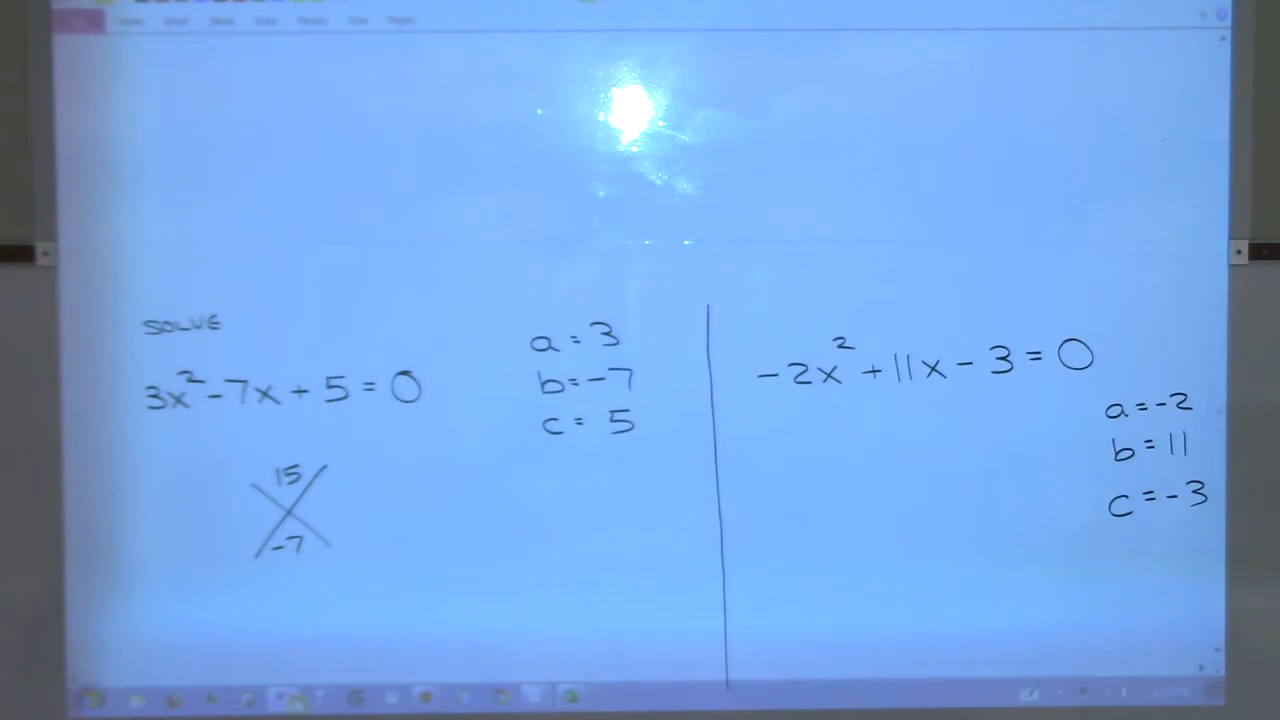 SOLVE
3x² - 7x + 5 = 0
15
-7
a = 3
b = -7
c = 5
-2x² + 11x - 3 = 0
a = -2
b = 11
c = -3